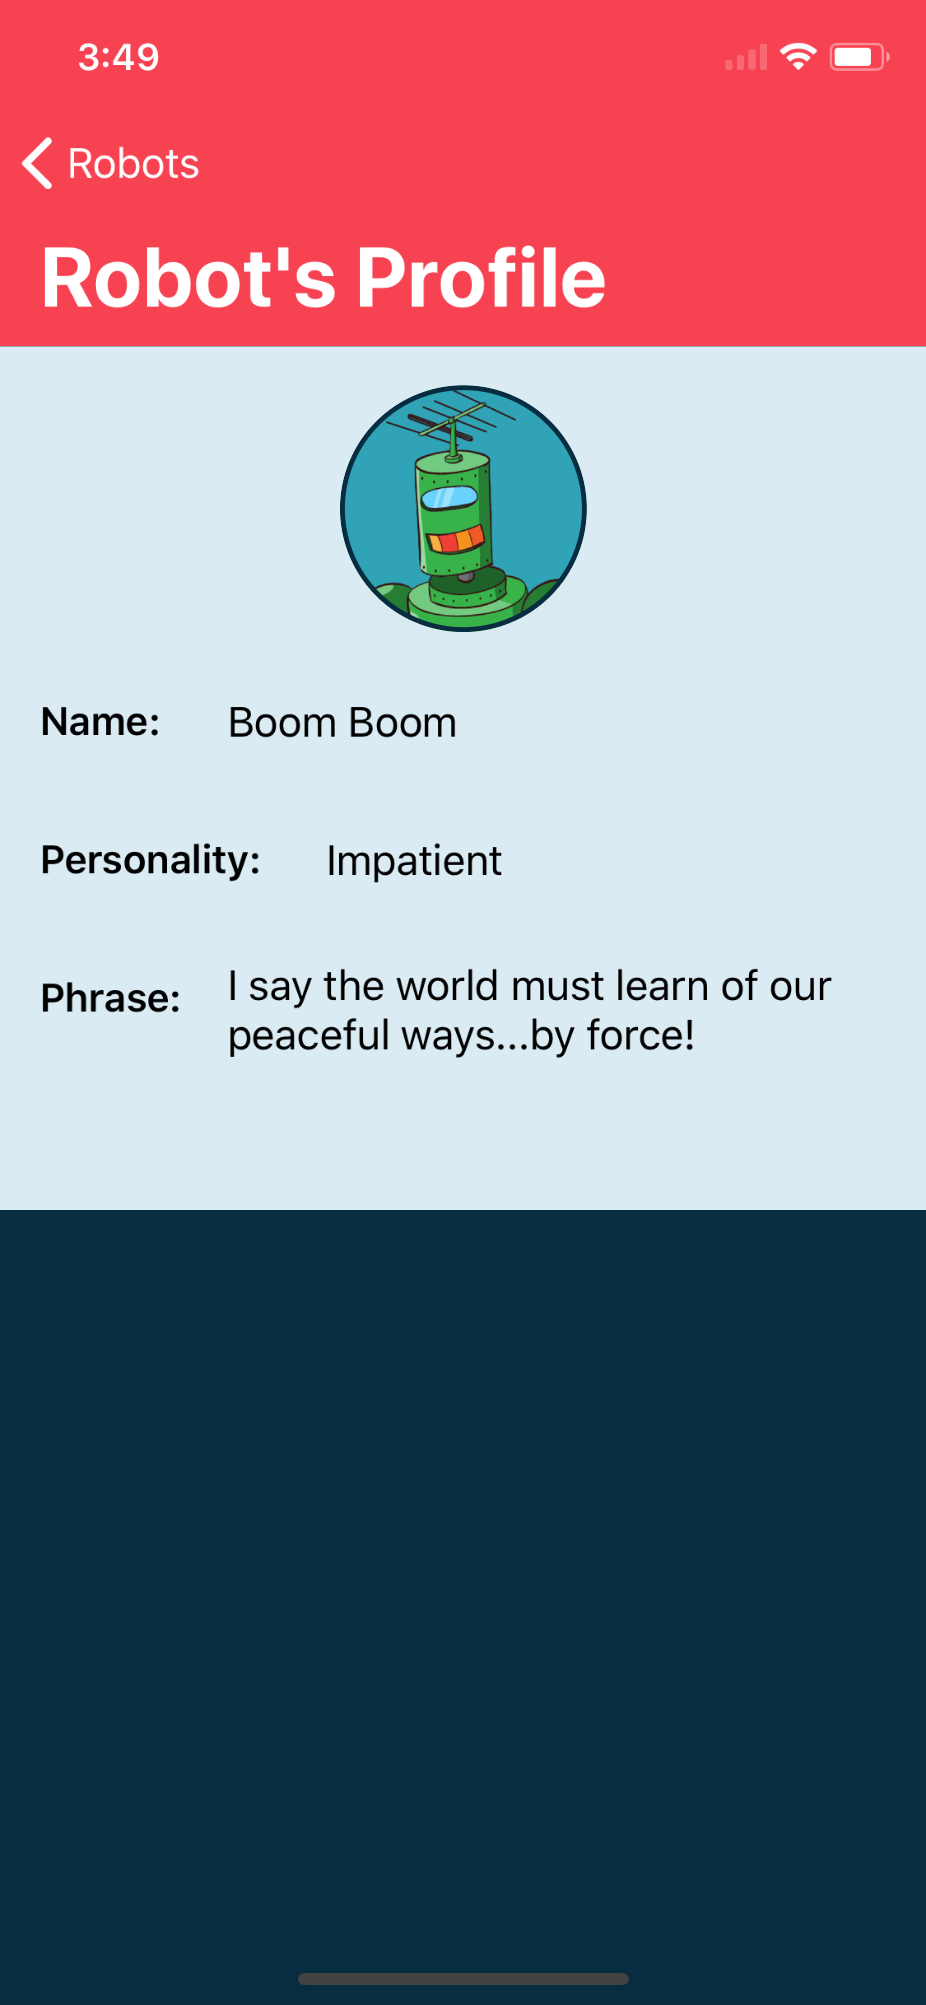 3:49
Robots
Robot's Profile
Name: Boom Boom
Personality: Impatient
Phrase: I say the world must learn of our
peaceful ways...by force!